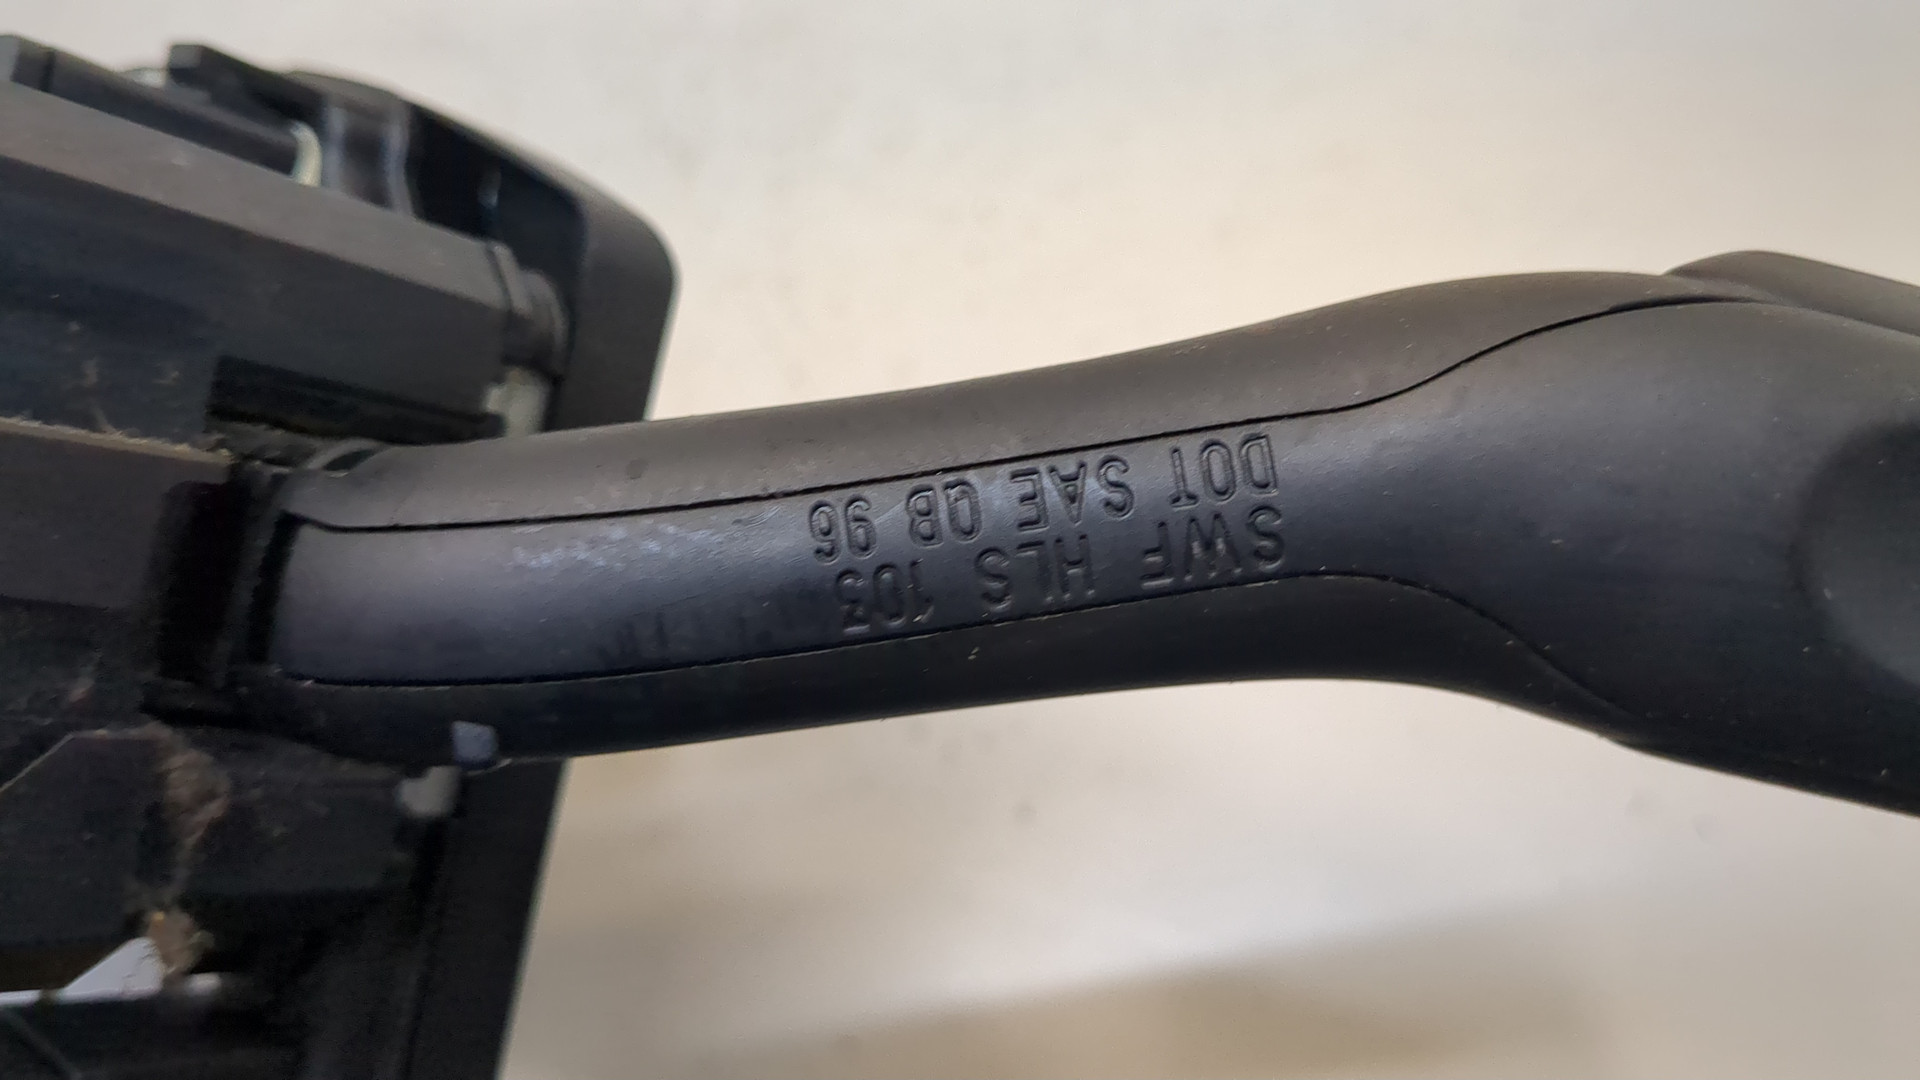 SWF HLS 103
DOT SAE QB 96